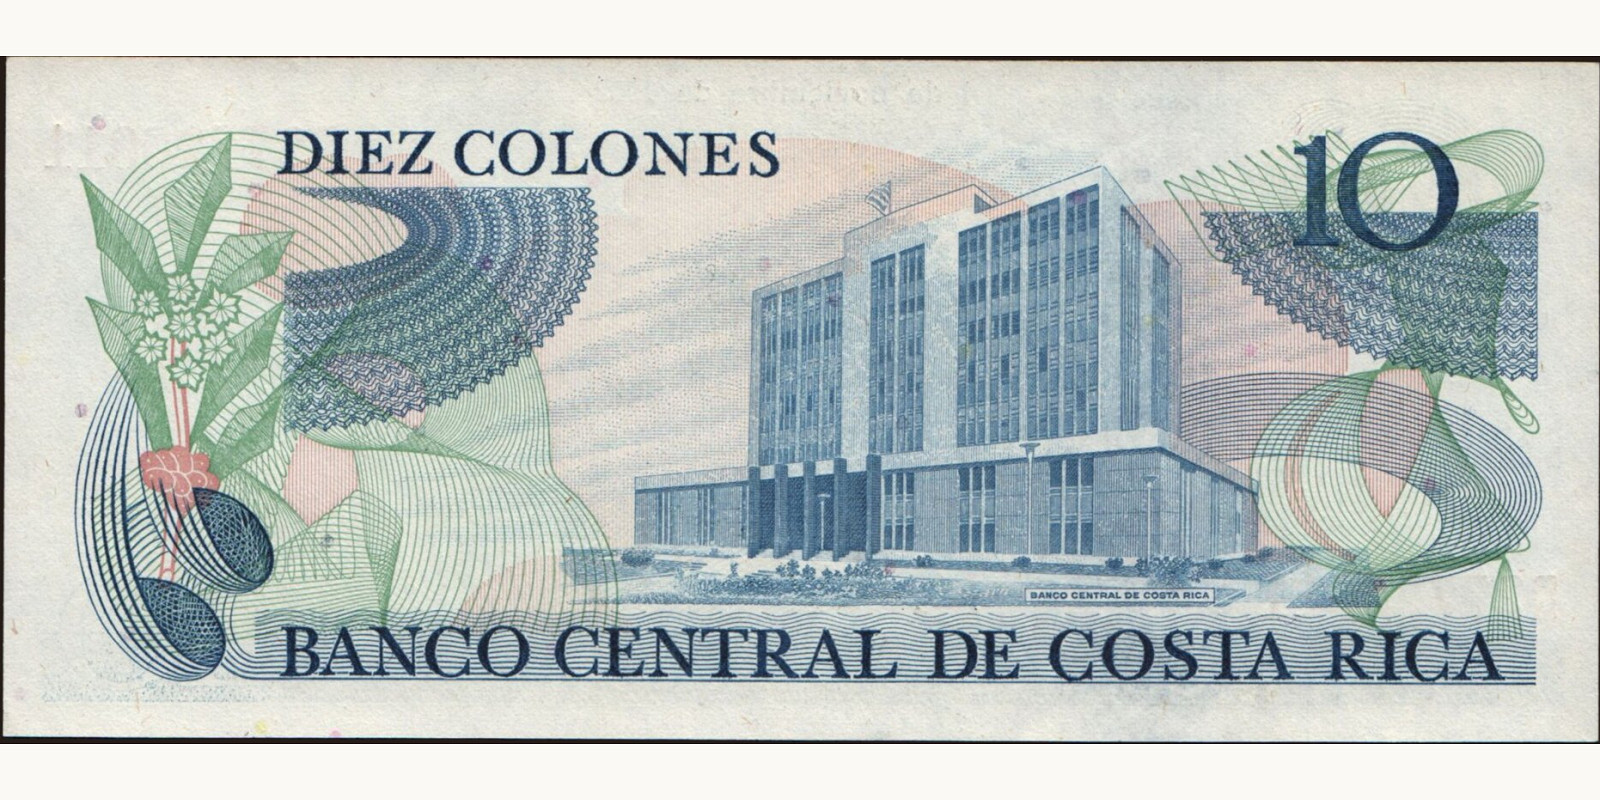 DIEZ COLONES
10
BANCO CENTRAL DE COSTA RICA
BANCO CENTRAL DE COSTA RICA